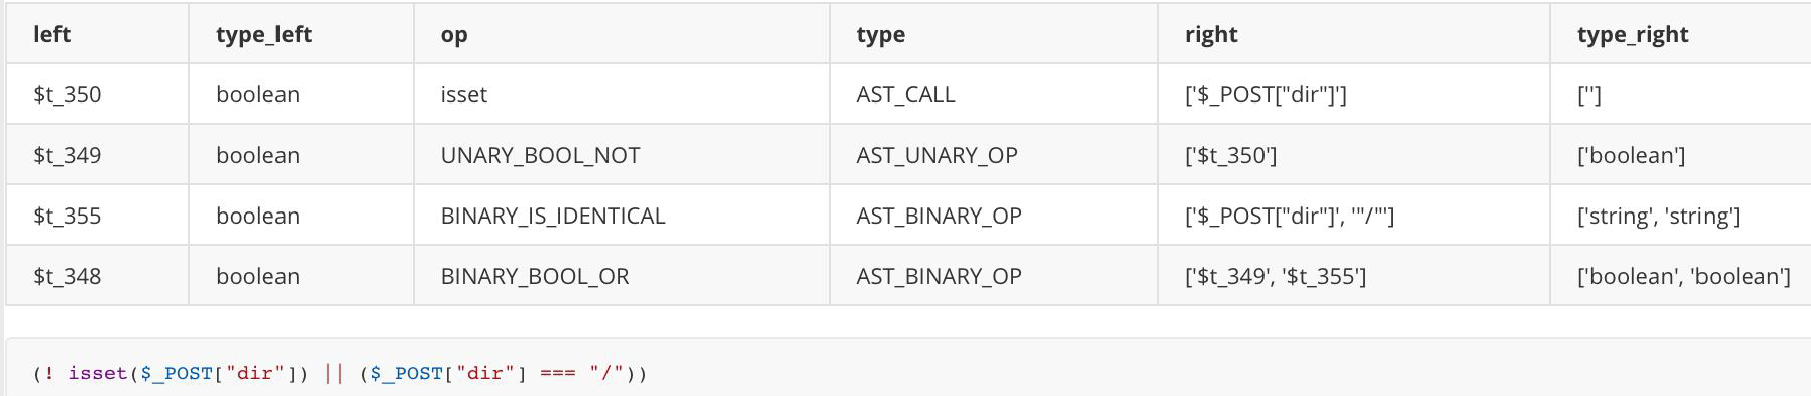 left type_left op type right type_right
$t_350 boolean isset AST_CALL ['$_POST["dir"]'] ['']
$t_349 boolean UNARY_BOOL_NOT AST_UNARY_OP ['$t_350'] ['boolean']
$t_355 boolean BINARY_IS_IDENTICAL AST_BINARY_OP ['$_POST["dir"]', '"/"'] ['string', 'string']
$t_348 boolean BINARY_BOOL_OR AST_BINARY_OP ['$t_349', '$t_355'] ['boolean', 'boolean']
(! isset($_POST["dir"]) || ($_POST["dir"] === "/"))